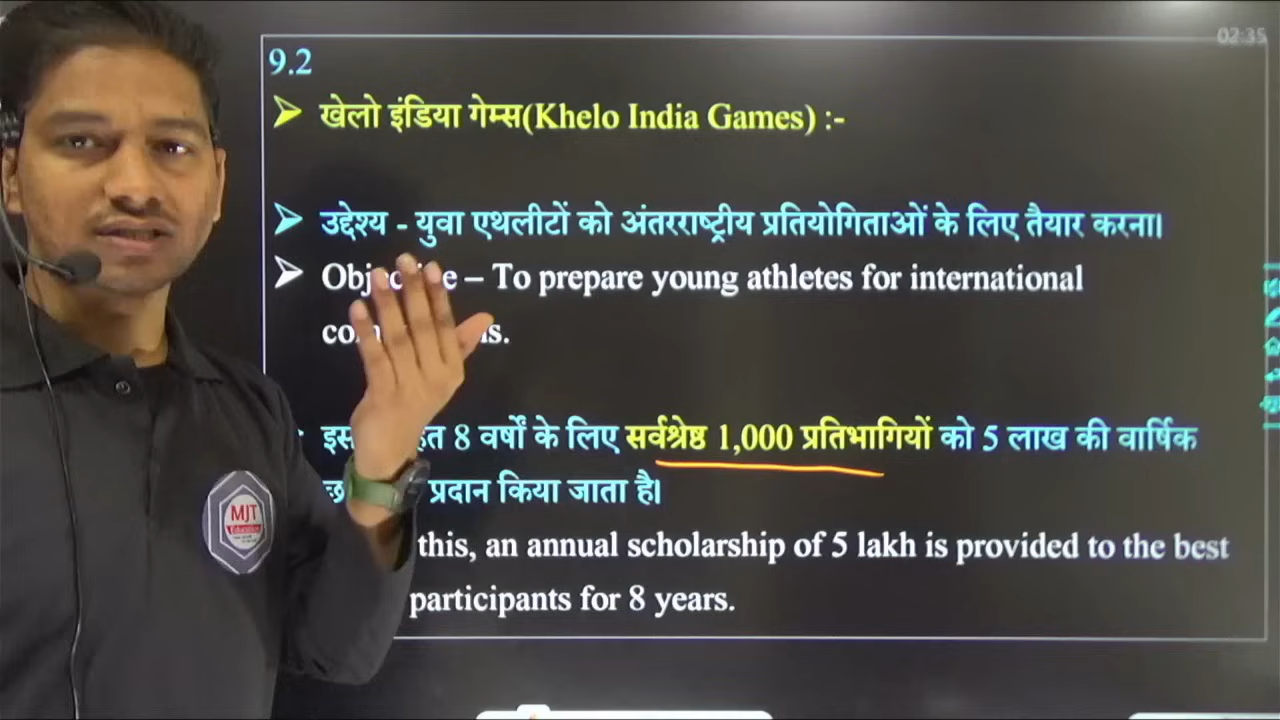 02:35
9.2
➤ खेलो इंडिया गेम्स(Khelo India Games) :-
➤ उद्देश्य - युवा एथलीटों को अंतरराष्ट्रीय प्रतियोगिताओं के लिए तैयार करना।
➤ – To prepare young athletes for international
8 वर्षों के लिए सर्वश्रेष्ठ 1,000 प्रतिभागियों को 5 लाख की वार्षिक
प्रदान किया जाता है।
this, an annual scholarship of 5 lakh is provided to the best
participants for 8 years.
MJT
Education